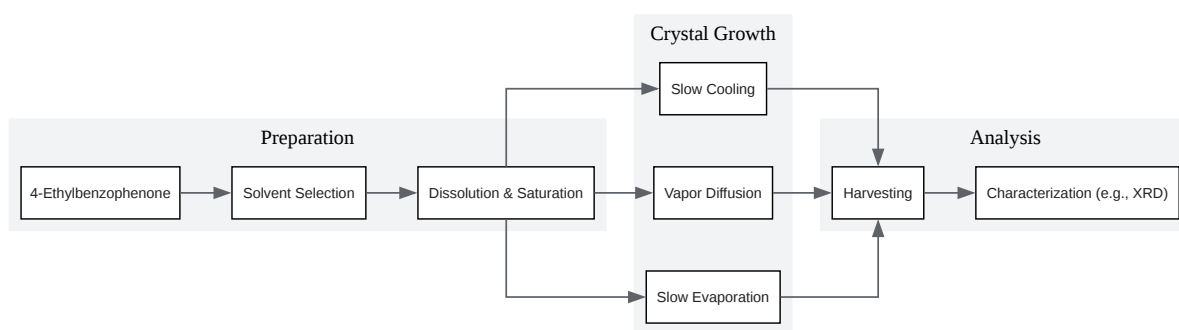 Crystal Growth
Slow Cooling
Preparation
Analysis
4-Ethylbenzophenone
Solvent Selection
Dissolution & Saturation
Vapor Diffusion
Harvesting
Characterization (e.g., XRD)
Slow Evaporation